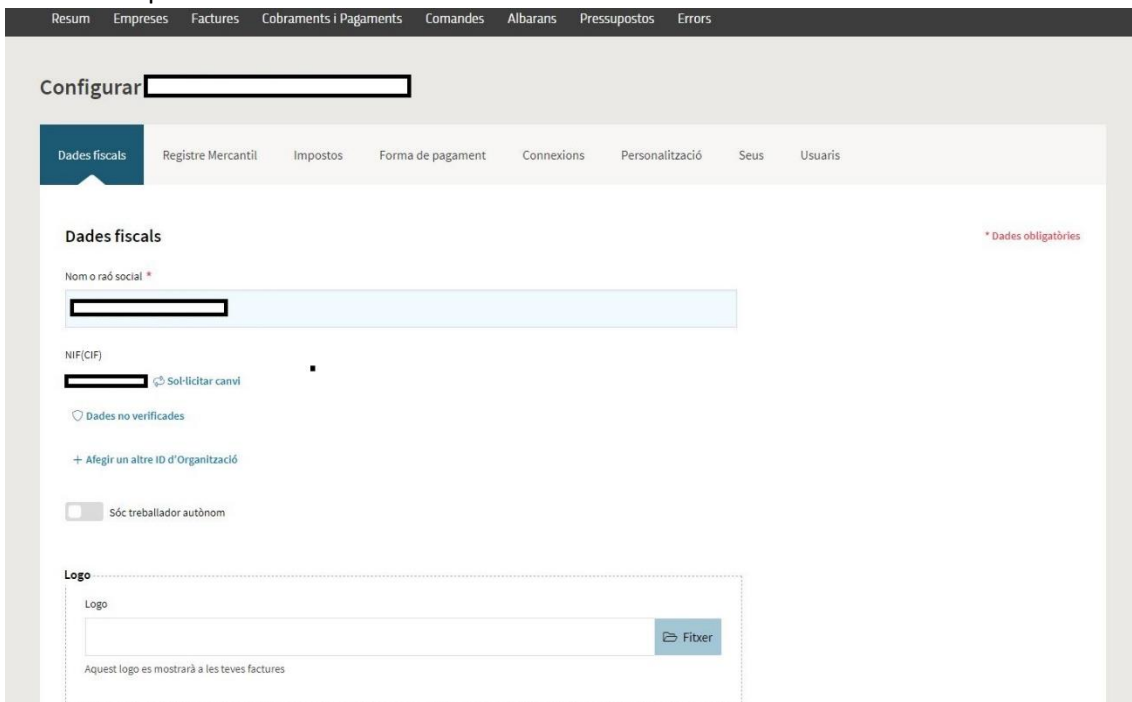 Resum Empreses Factures Cobraments i Pagaments Comandes Albarans Pressupostos Errors
Configurar
Dades fiscals Registre Mercantil Impostos Forma de pagament Connexions Personalització Seus Usuaris
Dades fiscals
* Dades obligatòries
Nom o raó social *
NIF(CIF)
Sol·licitar canvi
Dades no verificades
+ Afegir un altre ID d'Organització
Sóc treballador autònom
Logo
Logo
Fitxer
Aquest logo es mostrarà a les teves factures